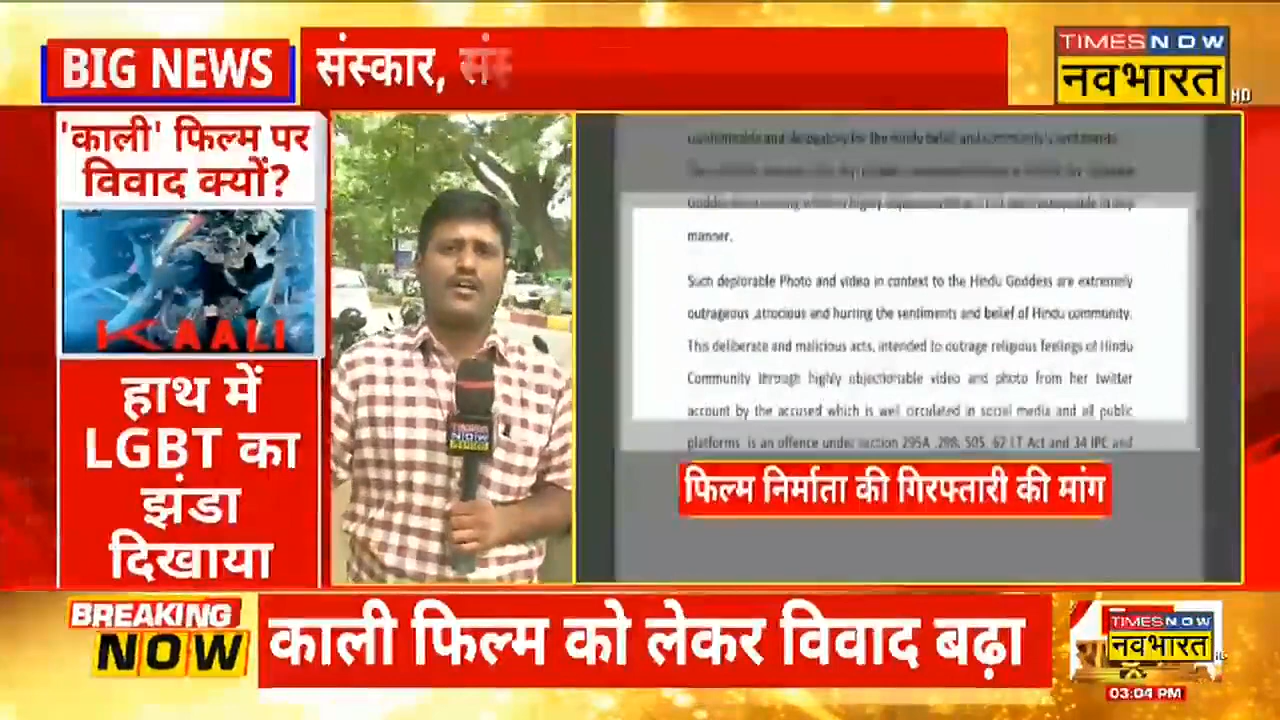 BIG NEWS
संस्कार,
TIMES NOW
नवभारत
HD
'काली' फिल्म पर
विवाद क्यों?
KAALI
हाथ में
LGBT का
झंडा
दिखाया
TIMES
NOW
नवभारत
manner.
Such deplorable Photo and video in context to the Hindu Goddess are extremely
outrageous ,atrocious and hurting the sentiments and belief of Hindu community.
This deliberate and malicious acts, intended to outrage religious feelings of Hindu
Community through highly objectionable video and photo from her twitter
account by the accused which is well circulated in social media and all public
platforms is an offence under section 295A ,298, 505, 67 I.T Act and 34 IPC and
फिल्म निर्माता की गिरफ्तारी की मांग
BREAKING
NOW
काली फिल्म को लेकर विवाद बढ़ा
TIMES NOW
नवभारत
03:04 PM